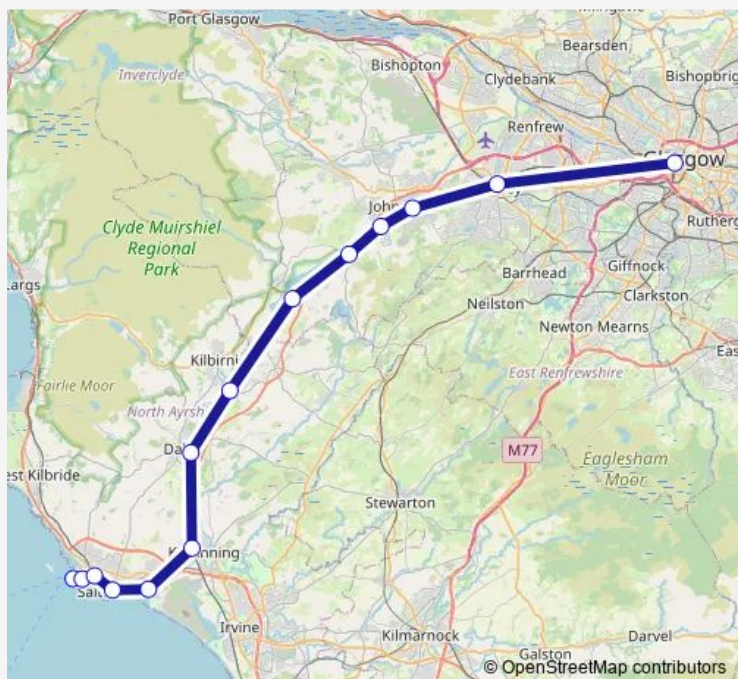 Port Glasgow
Bearsden
Bishopton
Inverclyde
Clydebank
Bishopbrig
Renfrew
Glasgow
John
Rutherg
Clyde Muirshiel
Regional
Park
Largs
Barrhead
Giffnock
Neilston
Clarkston
Newton Mearns
Kilbirni
East Renfrewshire
Fairlie Moor
North Ayrsh
Dal
M77
est Kilbride
Eaglesham
Moor
Stewarton
nning
Salt
Irvine
Kilmarnock
Darvel
Galston
© OpenStreetMap contributors